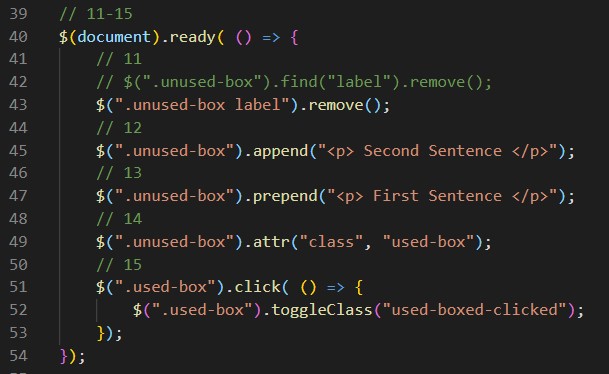 39 // 11-15
40 $(document).ready( () => {
41 // 11
42 // $(".unused-box").find("label").remove();
43 $(".unused-box label").remove();
44 // 12
45 $(".unused-box").append("<p> Second Sentence </p>");
46 // 13
47 $(".unused-box").prepend("<p> First Sentence </p>");
48 // 14
49 $(".unused-box").attr("class", "used-box");
50 // 15
51 $(".used-box").click( () => {
52 $(".used-box").toggleClass("used-boxed-clicked");
53 });
54 });